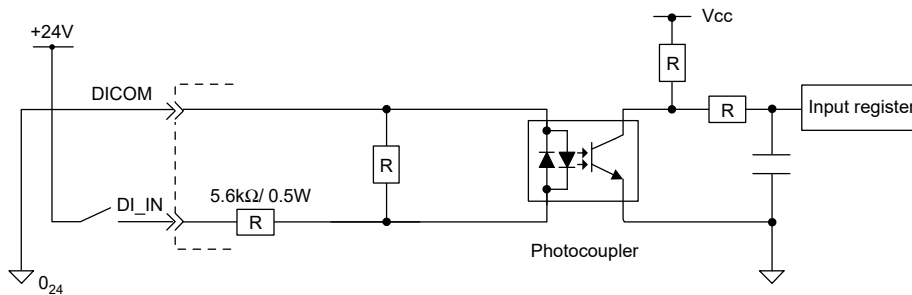 Vcc
+24V
R
DICOM
R
Input register
R
5.6kΩ/ 0.5W
DI_IN
R
Photocoupler
0₂₄